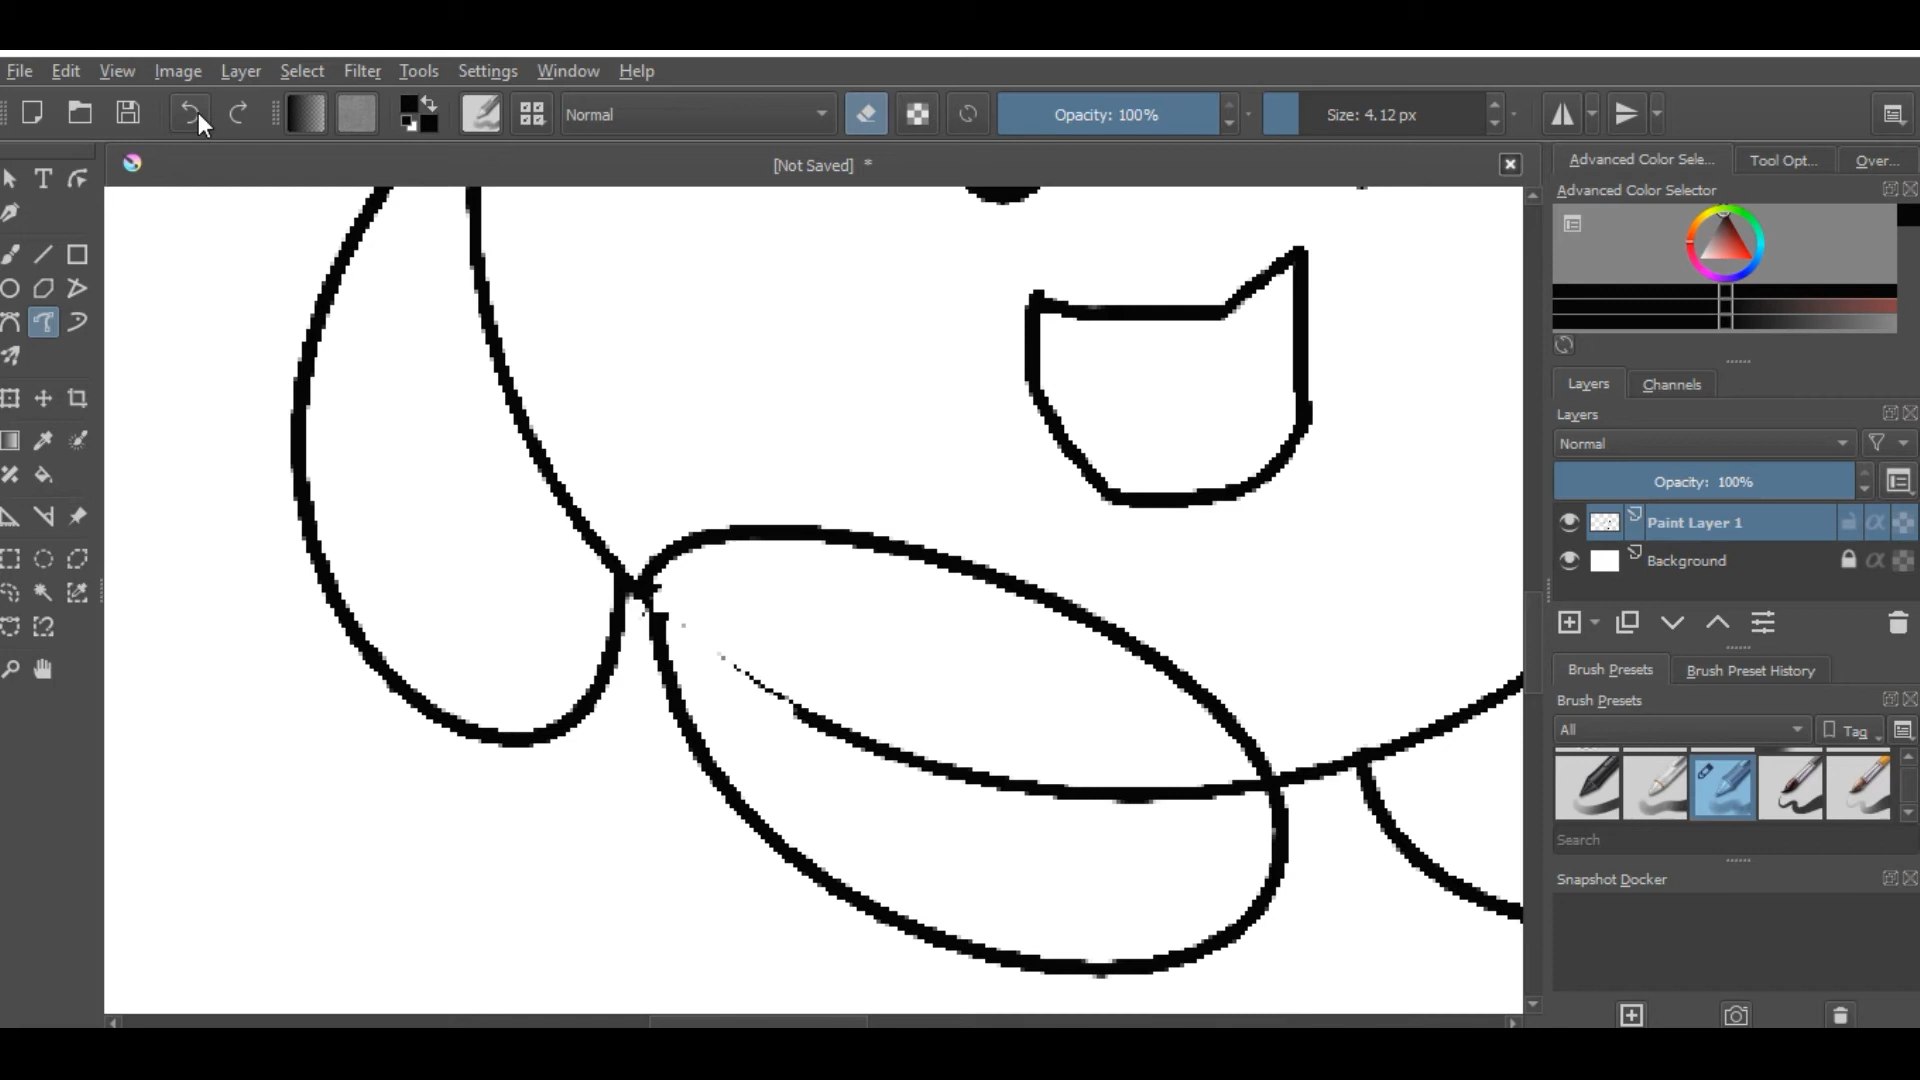 File Edit View Image Layer Select Filter Tools Settings Window Help
Normal Opacity: 100% Size: 4.12 px
[Not Saved] *
Advanced Color Sele... Tool Opt... Over...
Advanced Color Selector
Layers Channels
Layers
Normal
Opacity: 100%
Paint Layer 1
Background
Brush Presets Brush Preset History
Brush Presets
All Tag
Search
Snapshot Docker